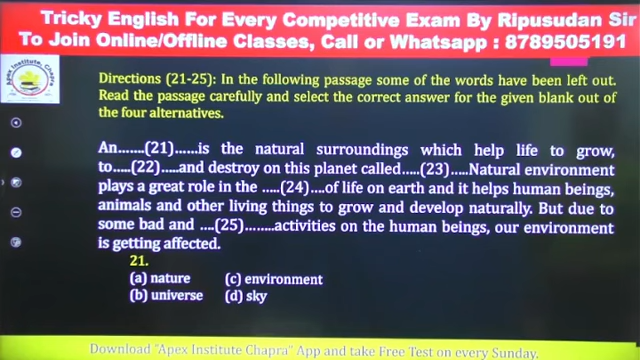 Tricky English For Every Competitive Exam By Ripusudan Sir
To Join Online/Offline Classes, Call or Whatsapp : 8789505191
Apex Institute, Chapra
Directions (21-25): In the following passage some of the words have been left out.
Read the passage carefully and select the correct answer for the given blank out of
the four alternatives.
An.......(21)......is the natural surroundings which help life to grow,
to.....(22).....and destroy on this planet called.....(23).....Natural environment
plays a great role in the .....(24)....of life on earth and it helps human beings,
animals and other living things to grow and develop naturally. But due to
some bad and ....(25)........activities on the human beings, our environment
is getting affected.
21.
(a) nature (c) environment
(b) universe (d) sky
Download "Apex Institute Chapra" App and take Free Test on every Sunday.